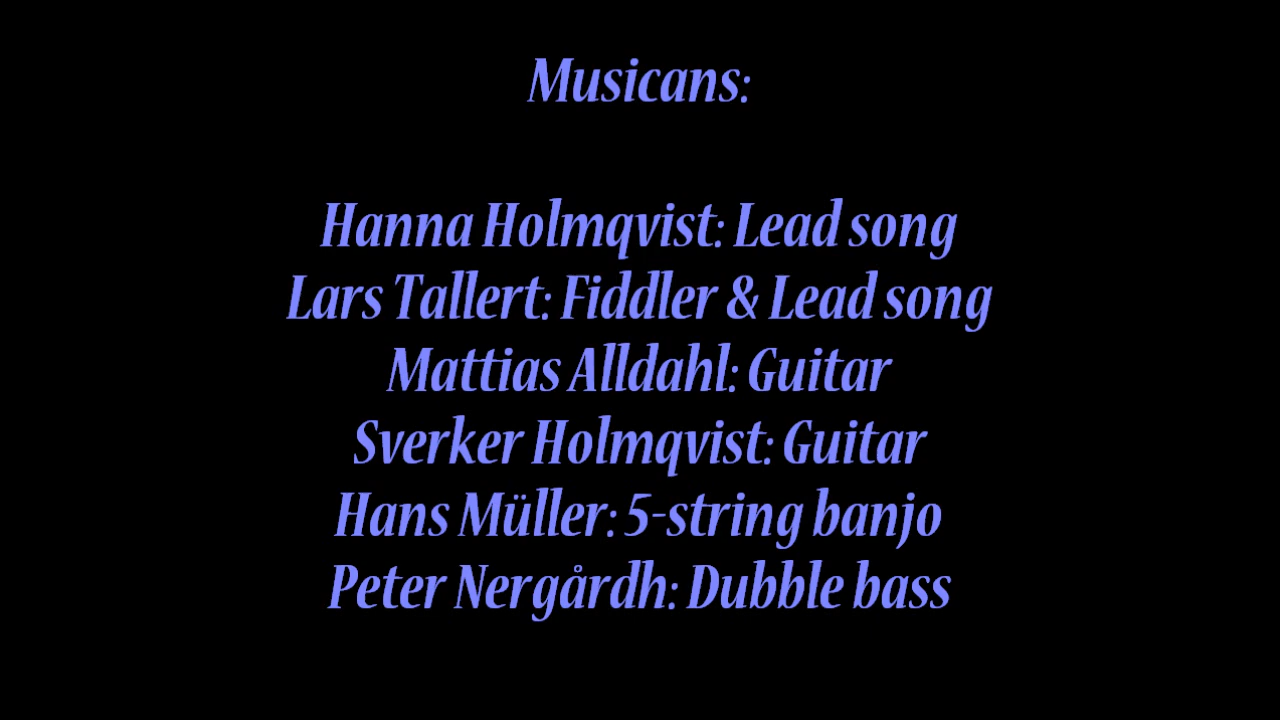 Musicans:
Hanna Holmqvist: Lead song
Lars Tallert: Fiddler & Lead song
Mattias Alldahl: Guitar
Sverker Holmqvist: Guitar
Hans Müller: 5-string banjo
Peter Nergårdh: Dubble bass